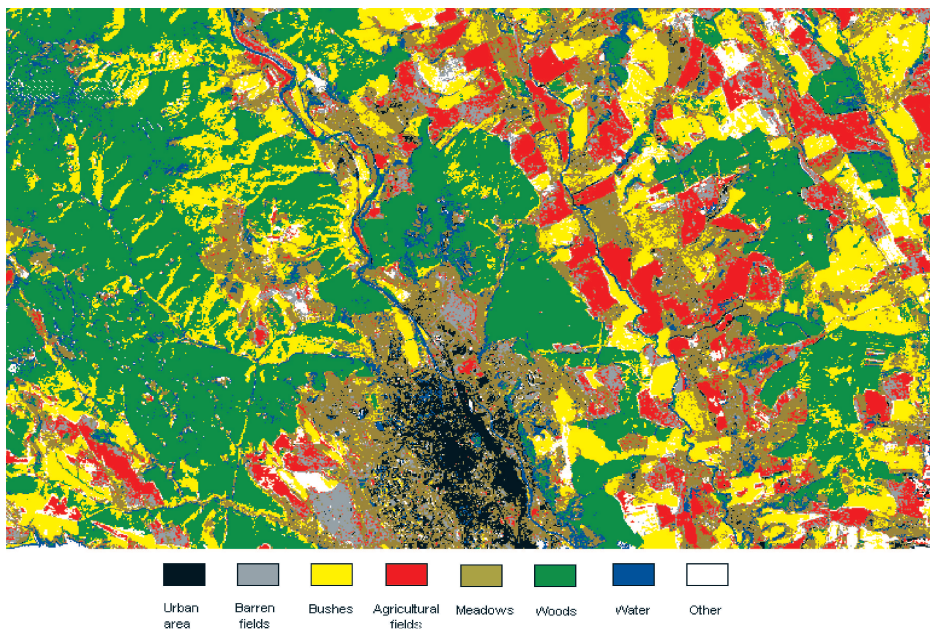 Urban area
Barren fields
Bushes
Agricultural fields
Meadows
Woods
Water
Other